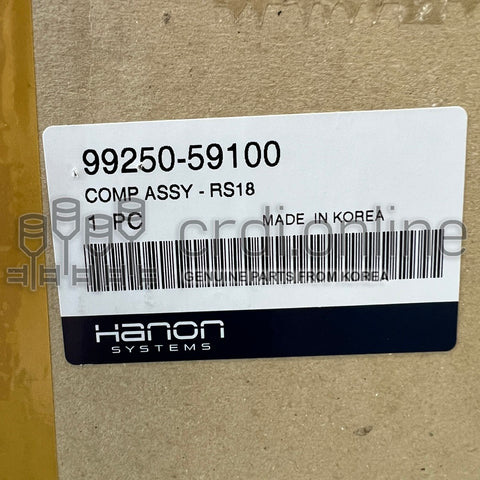 99250-59100
COMP ASSY - RS18
1 PC MADE IN KOREA
crdi.online
GENUINE PARTS FROM KOREA
Hanon
SYSTEMS